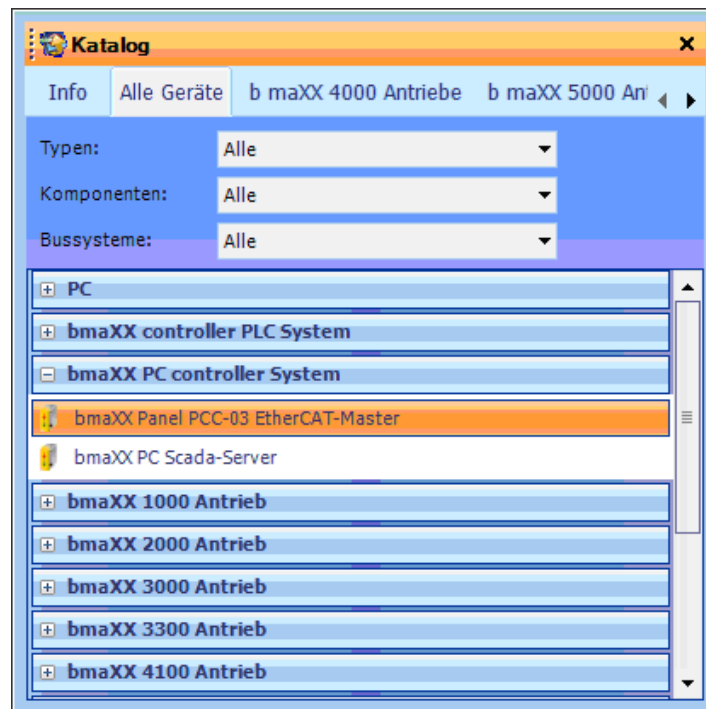 Katalog
Info Alle Geräte b maXX 4000 Antriebe b maXX 5000
Typen: Alle
Komponenten: Alle
Bussysteme: Alle
PC
bmaXX controller PLC System
bmaXX PC controller System
bmaXX Panel PCC-03 EtherCAT-Master
bmaXX PC Scada-Server
bmaXX 1000 Antrieb
bmaXX 2000 Antrieb
bmaXX 3000 Antrieb
bmaXX 3300 Antrieb
bmaXX 4100 Antrieb